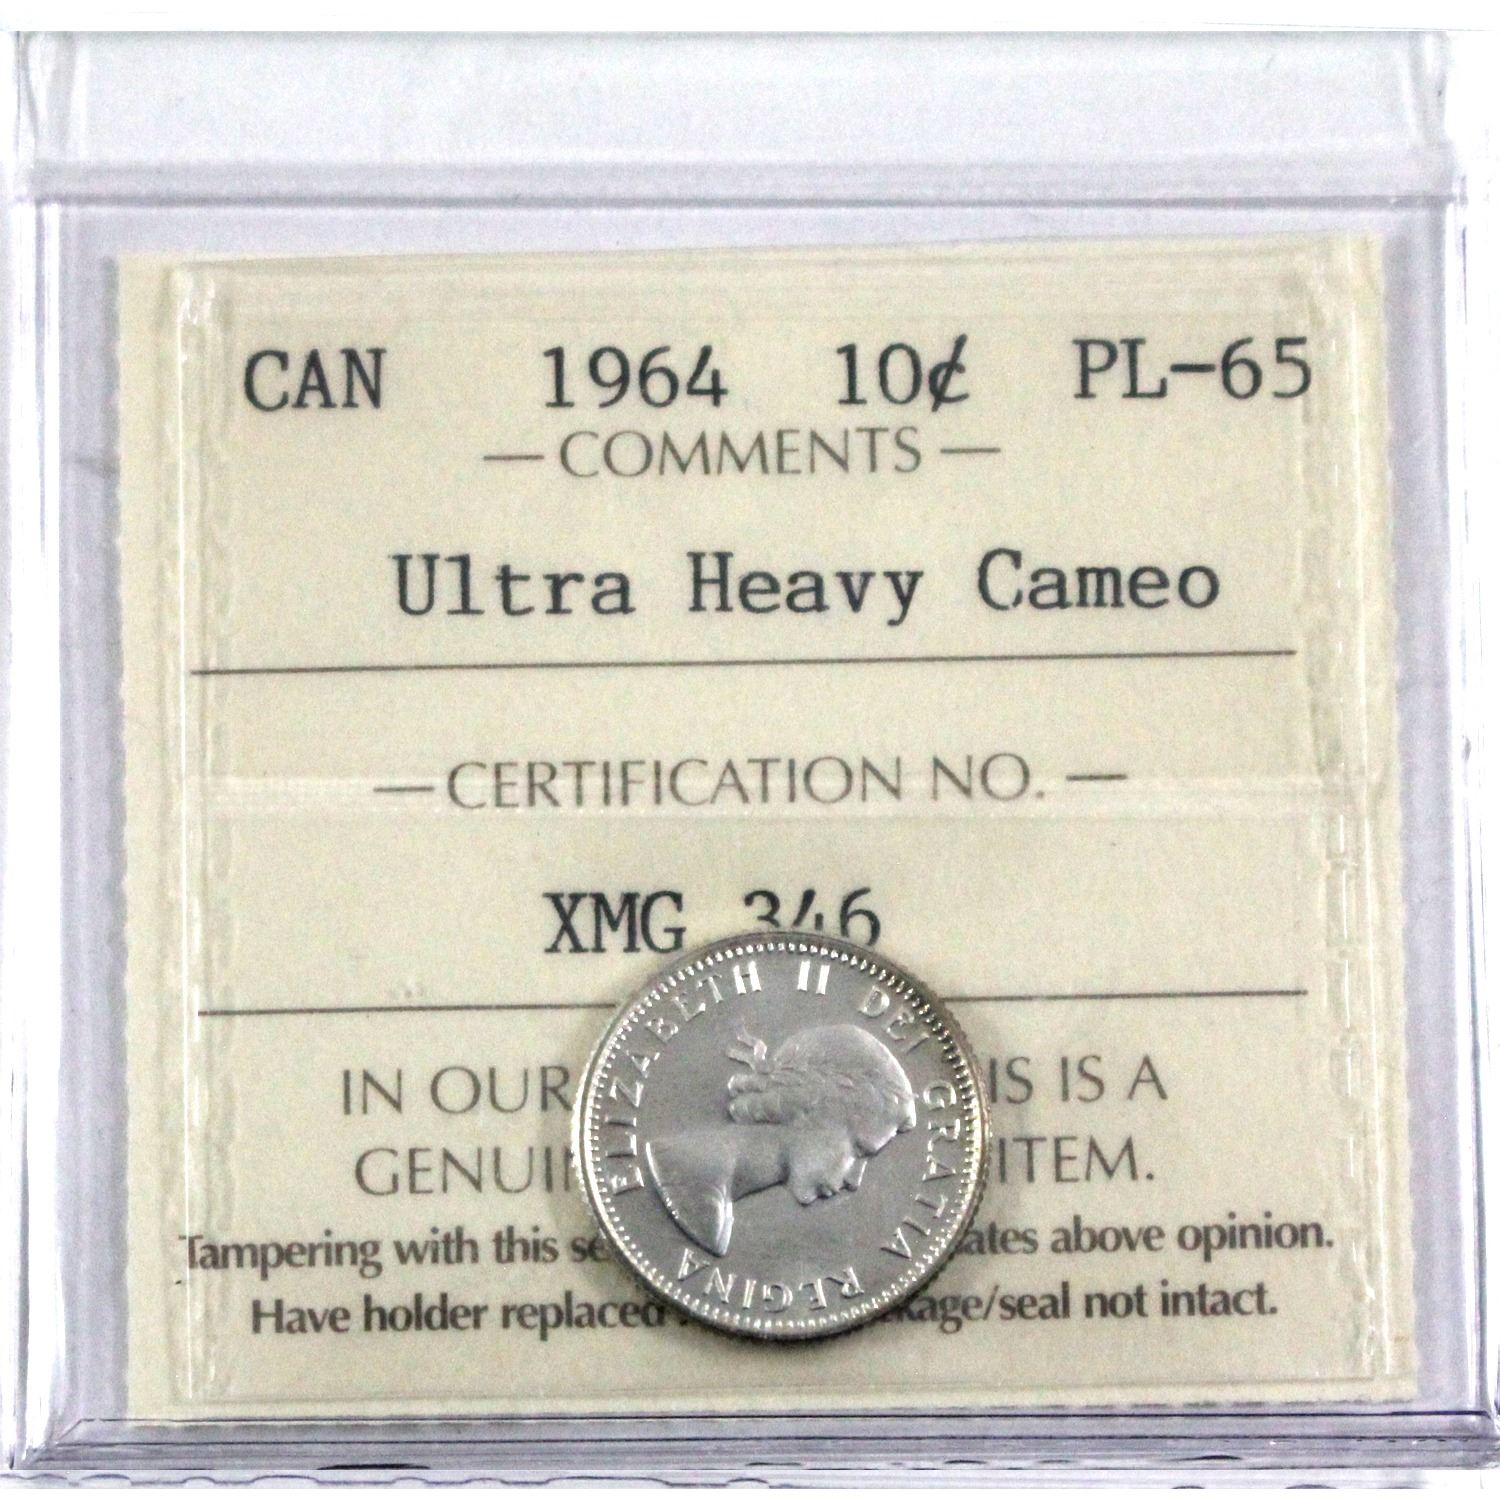 CAN 1964 10¢ PL-65
— COMMENTS —
Ultra Heavy Cameo
— CERTIFICATION NO. —
XMG 346
IN OUR IS IS A
GENUI ITEM.
Tampering with this se ates above opinion.
Have holder replaced kage/seal not intact.
ELIZABETH II DEI GRATIA REGINA